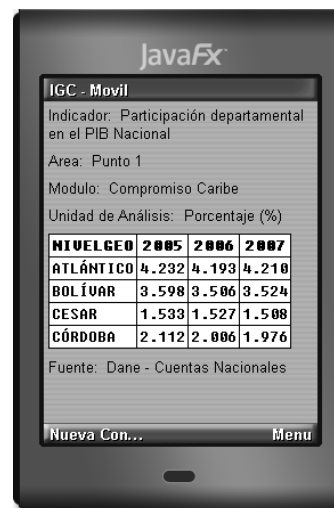 JavaFx
IGC - Movil
Indicador: Participación departamental
en el PIB Nacional
Area: Punto 1
Modulo: Compromiso Caribe
Unidad de Análisis: Porcentaje (%)
NIVELGEO 2005 2006 2007
ATLÁNTICO 4.232 4.193 4.210
BOLÍVAR 3.598 3.506 3.524
CESAR 1.533 1.527 1.508
CÓRDOBA 2.112 2.006 1.976
Fuente: Dane - Cuentas Nacionales
Nueva Con... Menu